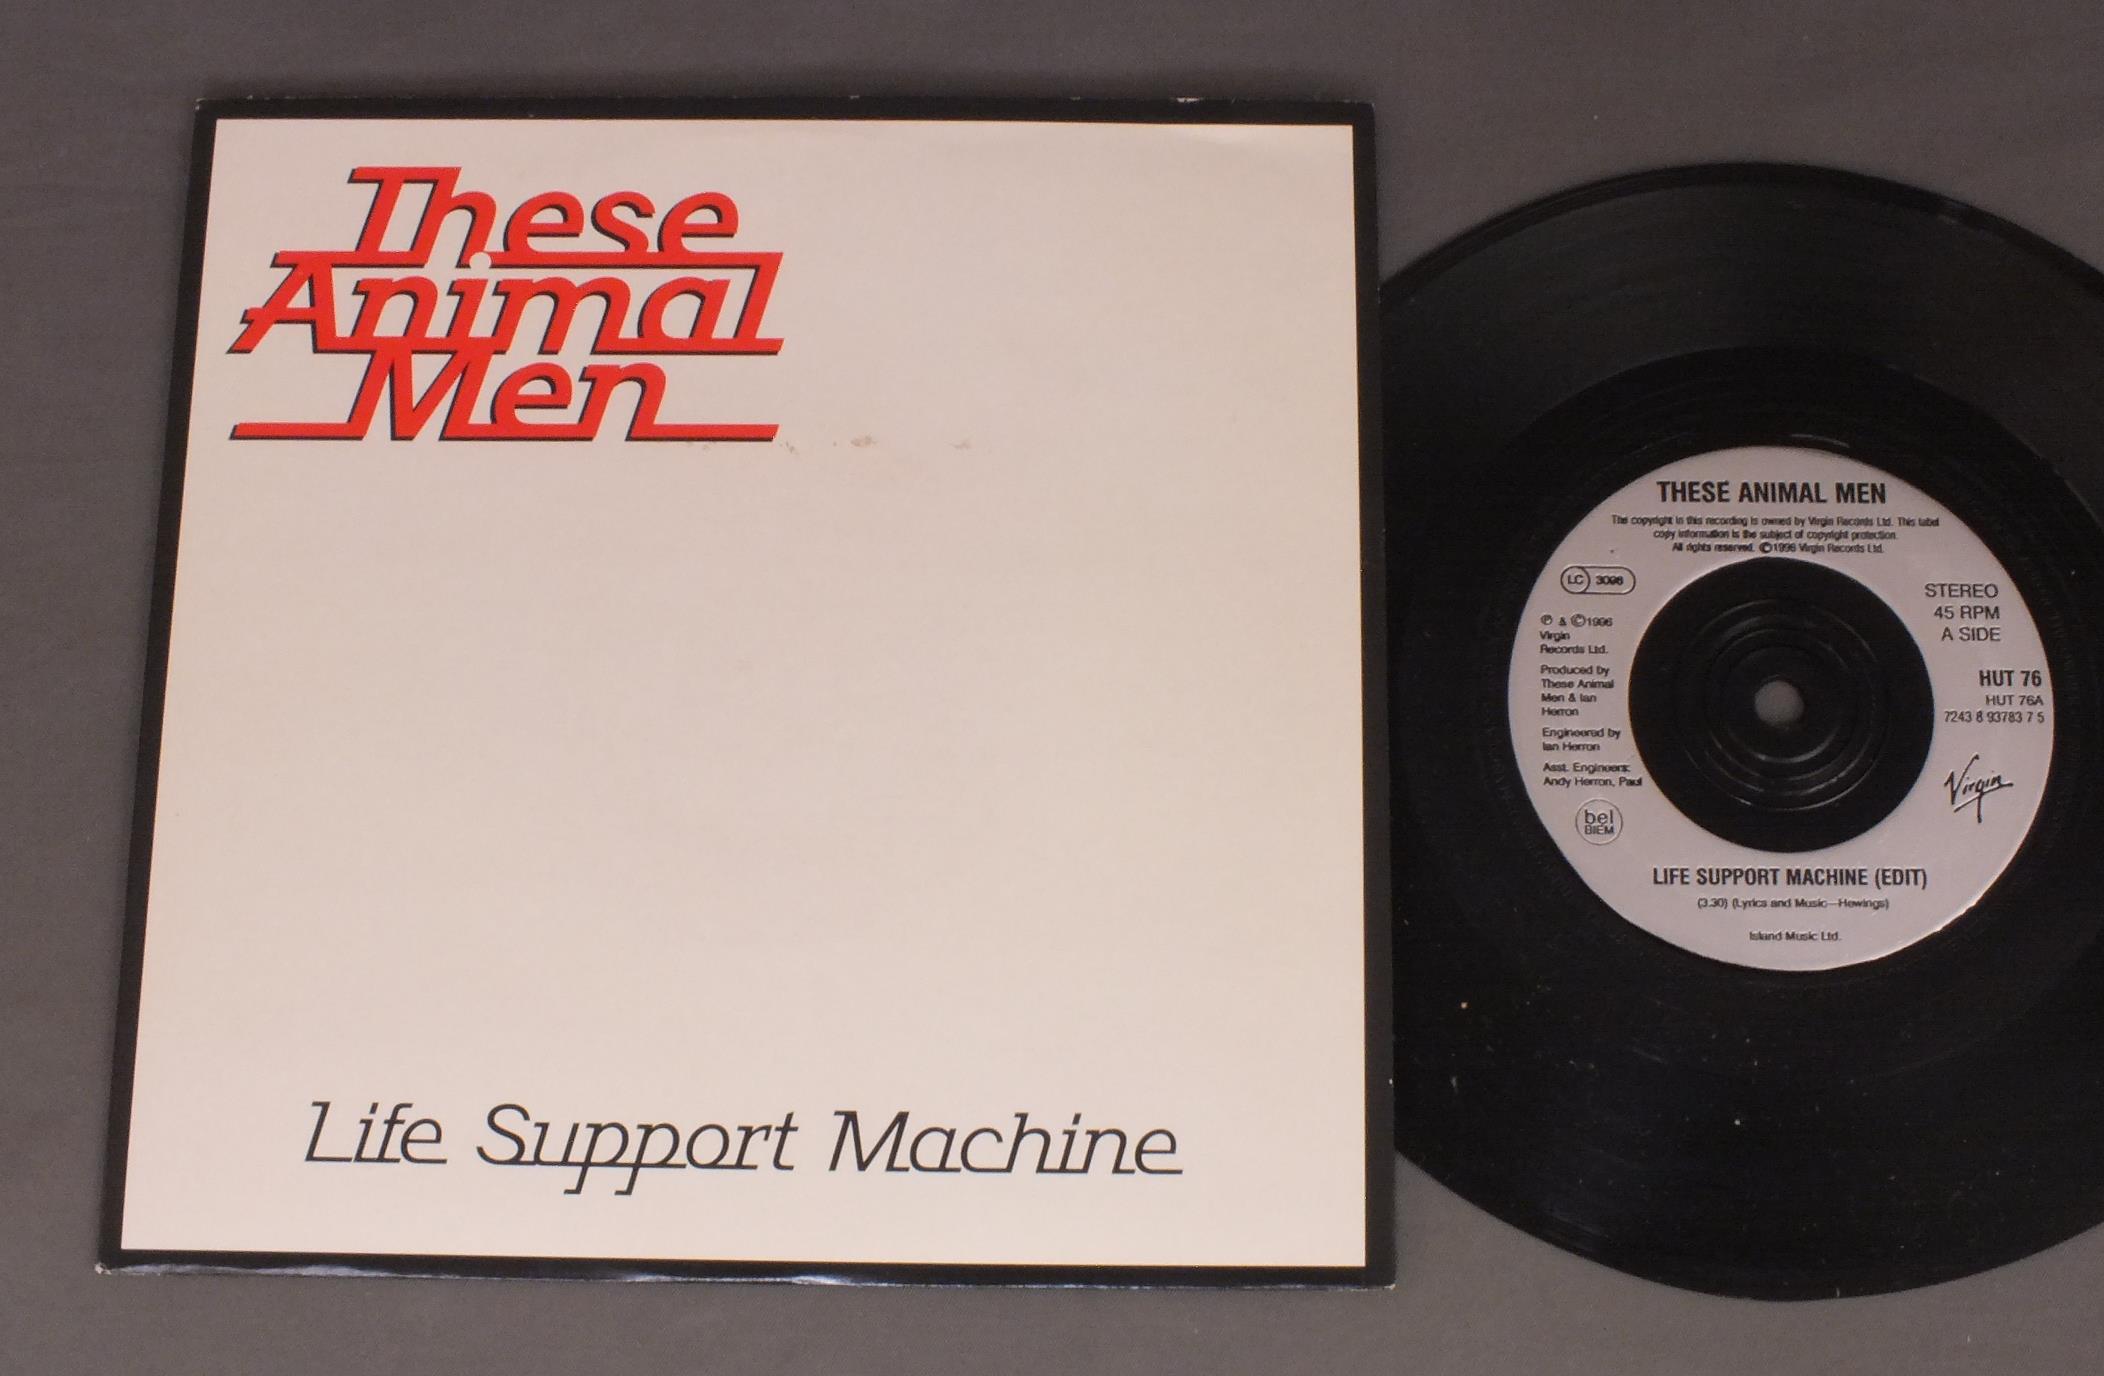 These
Animal
Men
Life Support Machine
THESE ANIMAL MEN
The copyright in this recording is owned by Virgin Records Ltd. This label
copy information is the subject of copyright protection.
All rights reserved. ©1996 Virgin Records Ltd.
LC 3098
℗ & ©1996
Virgin
Records Ltd.
Produced by
These Animal
Men & Ian
Herron
Engineered by
Ian Herron
Asst. Engineers:
Andy Herron, Paul
bel
BIEM
STEREO
45 RPM
A SIDE
HUT 76
HUT 76A
7243 8 93783 7 5
Virgin
LIFE SUPPORT MACHINE (EDIT)
(3.30) (Lyrics and Music—Hewings)
Island Music Ltd.